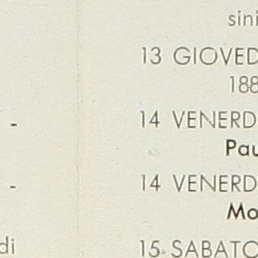 sini
13 GIOVED
188
- 14 VENERD
Pau
- 14 VENERD
Mo
di 15 SABATO